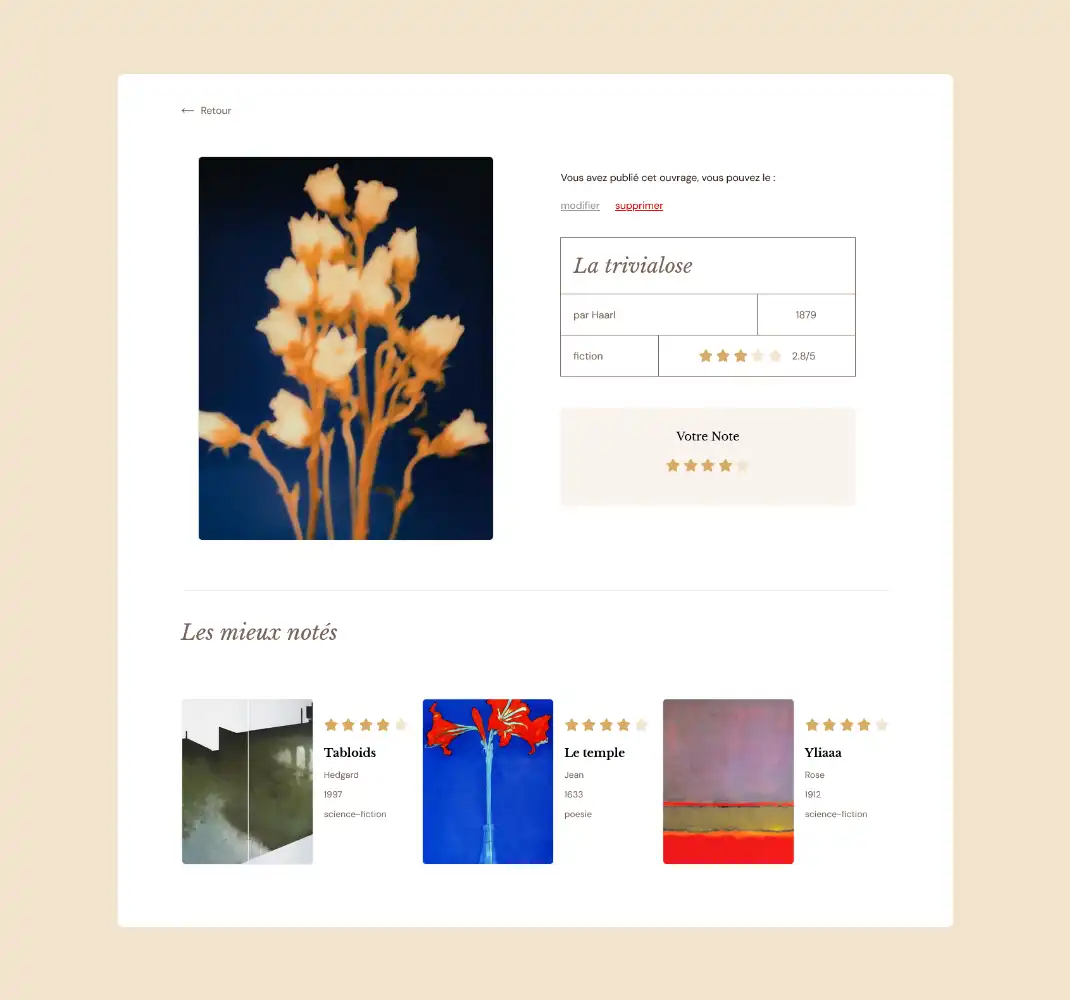 ← Retour
Vous avez publié cet ouvrage, vous pouvez le :
modifier supprimer
La trivialose
par Haarl 1879
fiction 2.8/5
Votre Note
Les mieux notés
Tabloids
Hedgard
1997
science-fiction
Le temple
Jean
1633
poesie
Yliaaa
Rose
1912
science-fiction